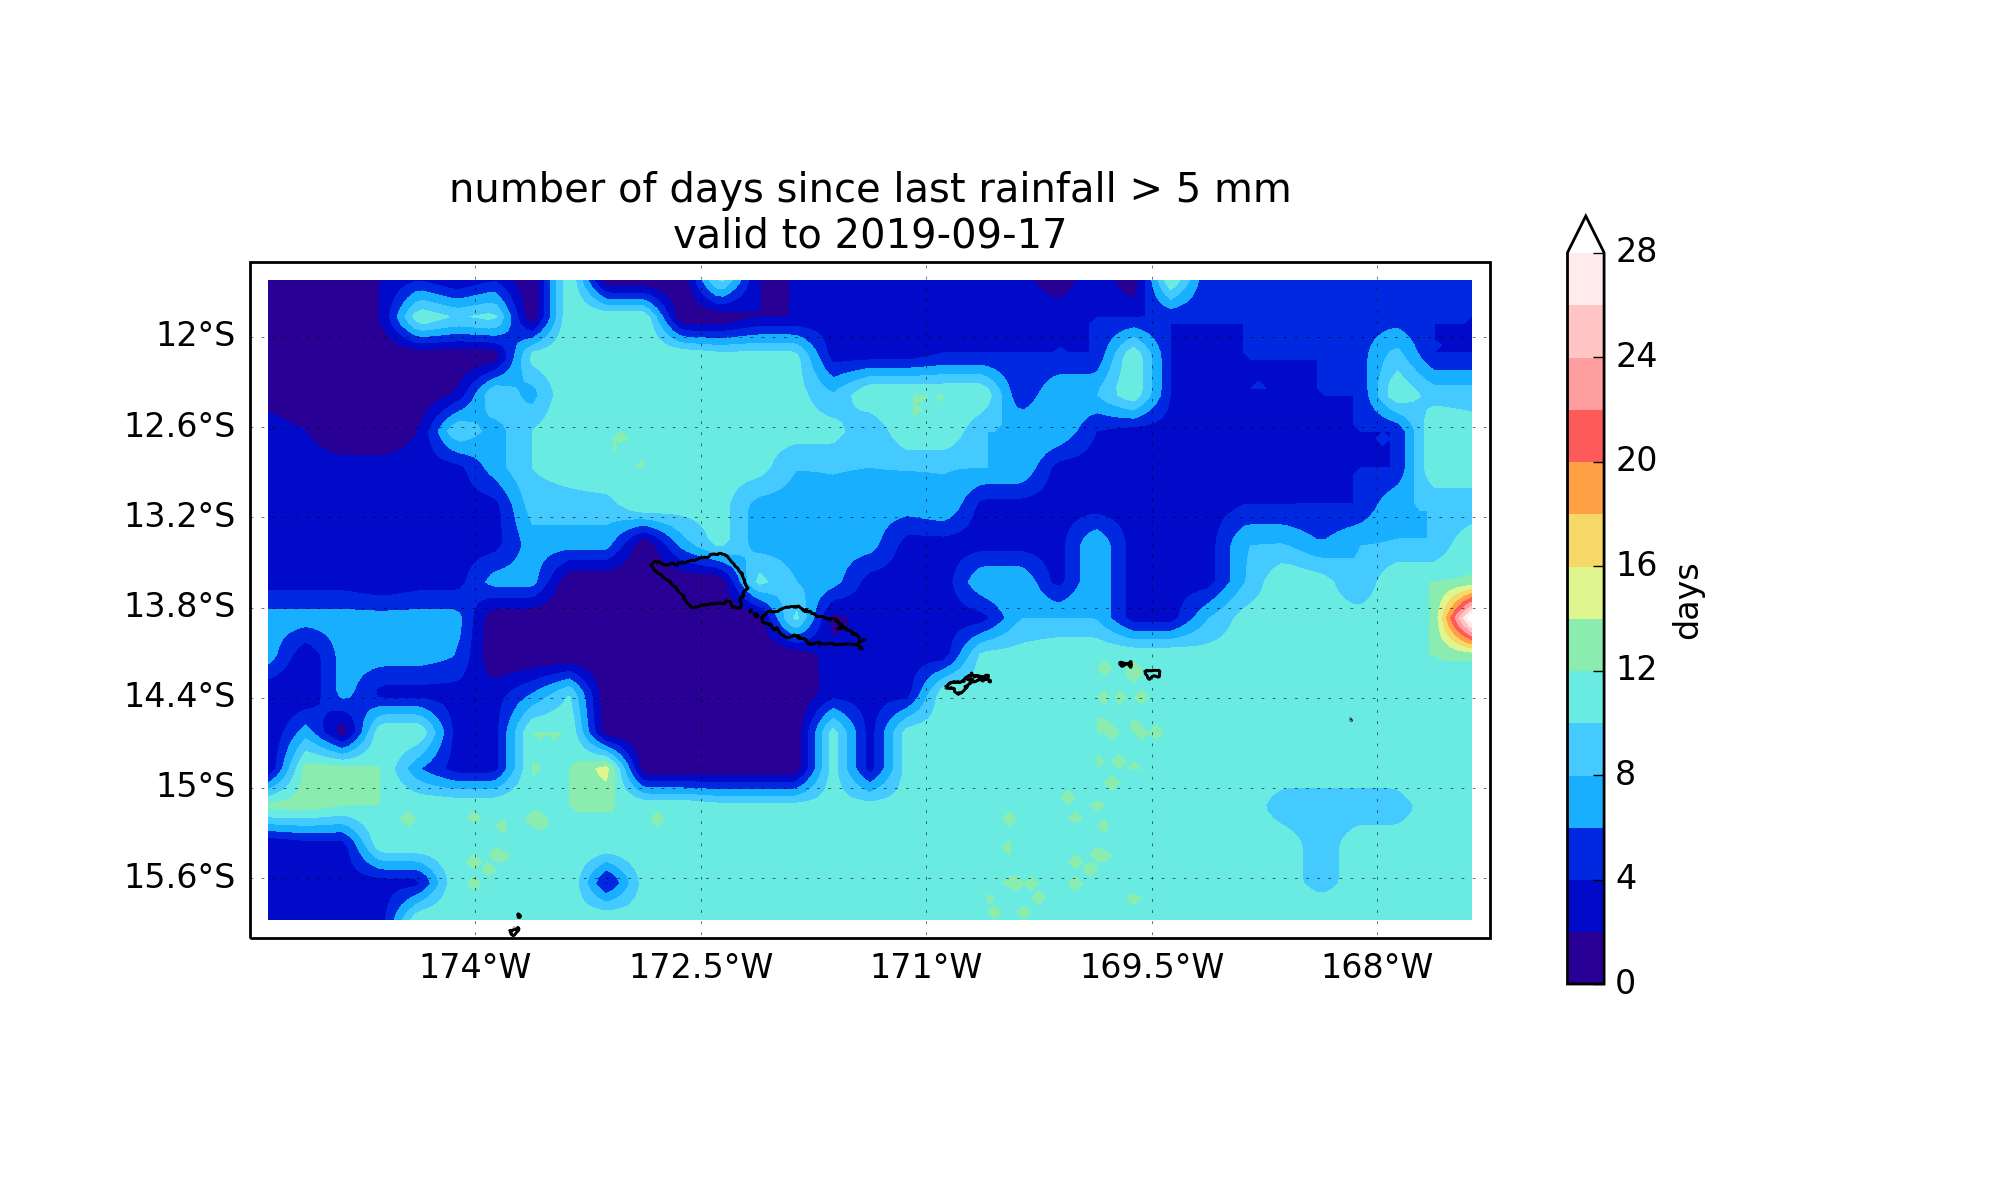 number of days since last rainfall > 5 mm
valid to 2019-09-17
12°S
12.6°S
13.2°S
13.8°S
14.4°S
15°S
15.6°S
174°W
172.5°W
171°W
169.5°W
168°W
28
24
20
16
12
8
4
0
days